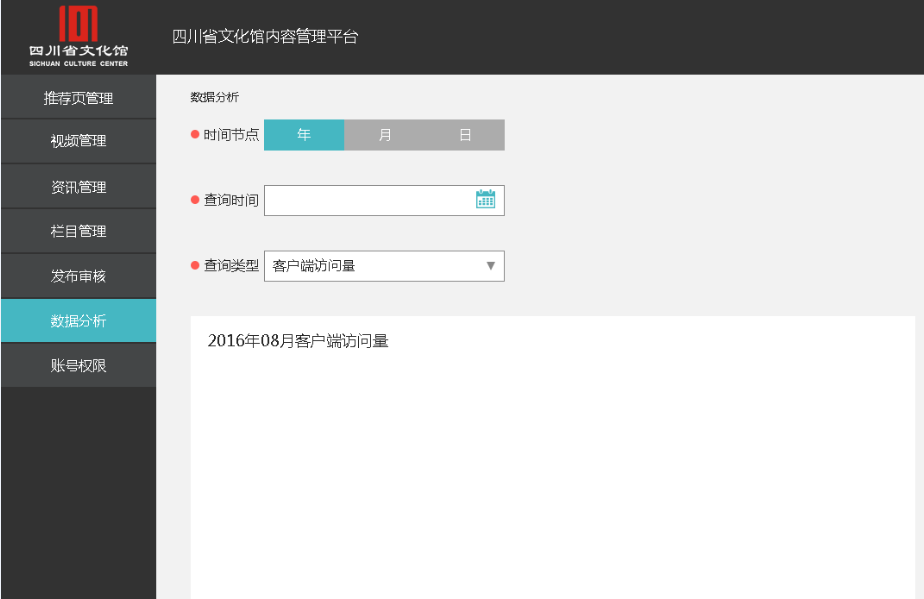 四川省文化馆
SICHUAN CULTURE CENTER
四川省文化馆内容管理平台
推荐页管理
视频管理
资讯管理
栏目管理
发布审核
数据分析
账号权限
数据分析
时间节点 年 月 日
查询时间
查询类型 客户端访问量
2016年08月客户端访问量